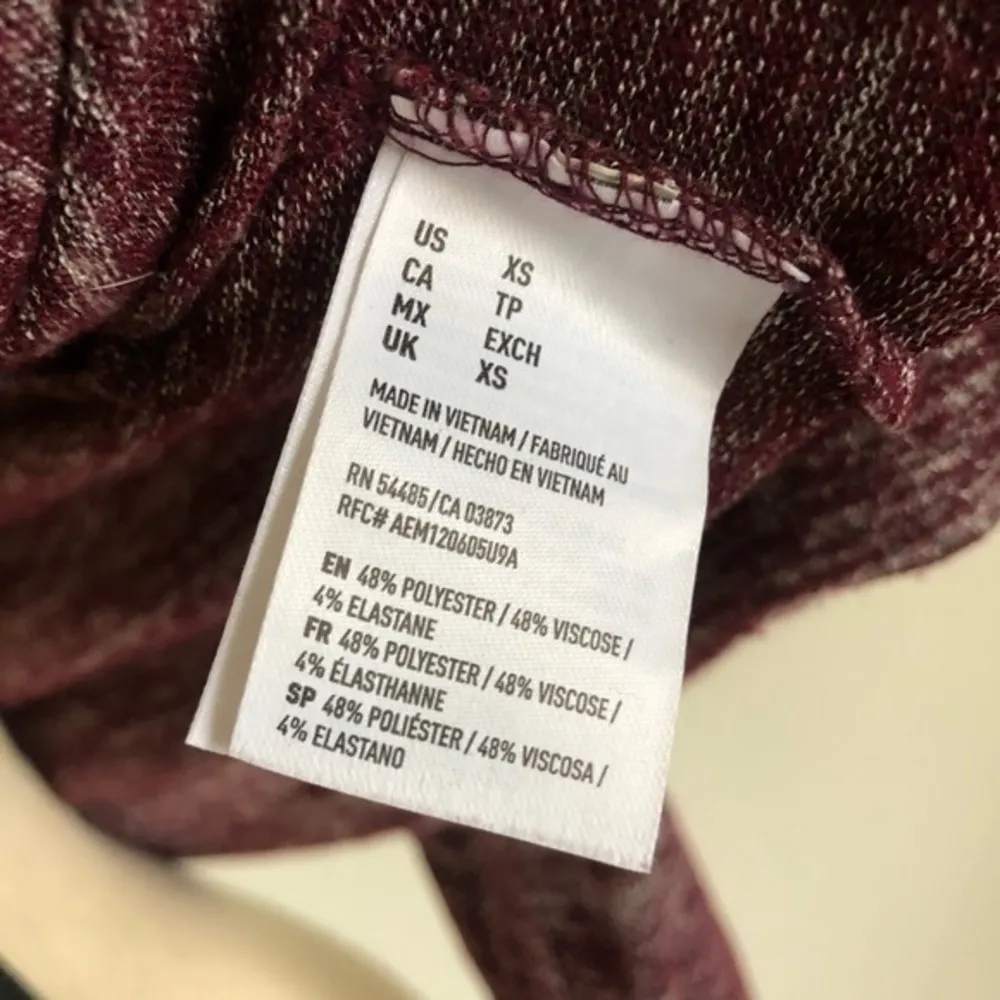 US XS
CA TP
MX EXCH
UK XS
MADE IN VIETNAM / FABRIQUÉ AU
VIETNAM / HECHO EN VIETNAM
RN 54485/CA 03873
RFC# AEM120605U9A
EN 48% POLYESTER / 48% VISCOSE /
4% ELASTANE
FR 48% POLYESTER / 48% VISCOSE /
4% ÉLASTHANNE
SP 48% POLIÉSTER / 48% VISCOSA /
4% ELASTANO